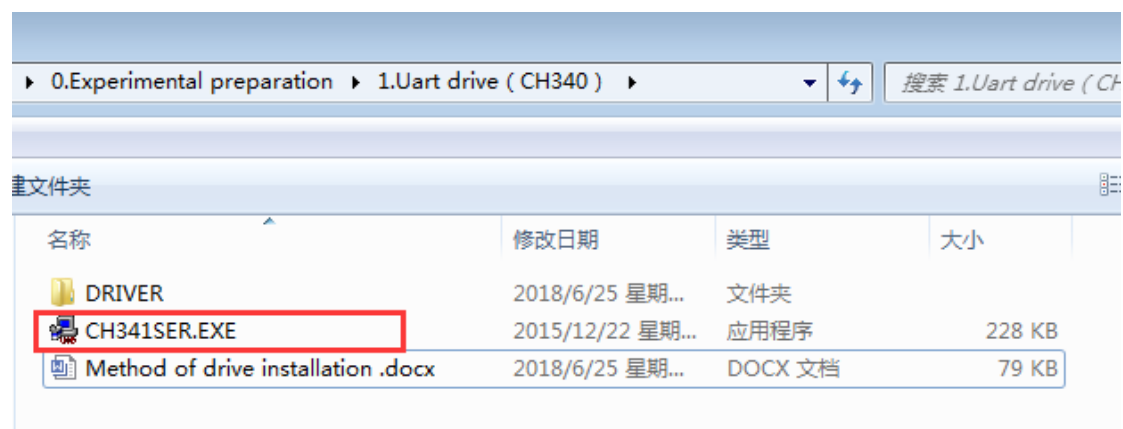 0.Experimental preparation 1.Uart drive ( CH340 ) 搜索 1.Uart drive ( CH
建文件夹
名称 修改日期 类型 大小
DRIVER 2018/6/25 星期... 文件夹
CH341SER.EXE 2015/12/22 星期... 应用程序 228 KB
Method of drive installation .docx 2018/6/25 星期... DOCX 文档 79 KB